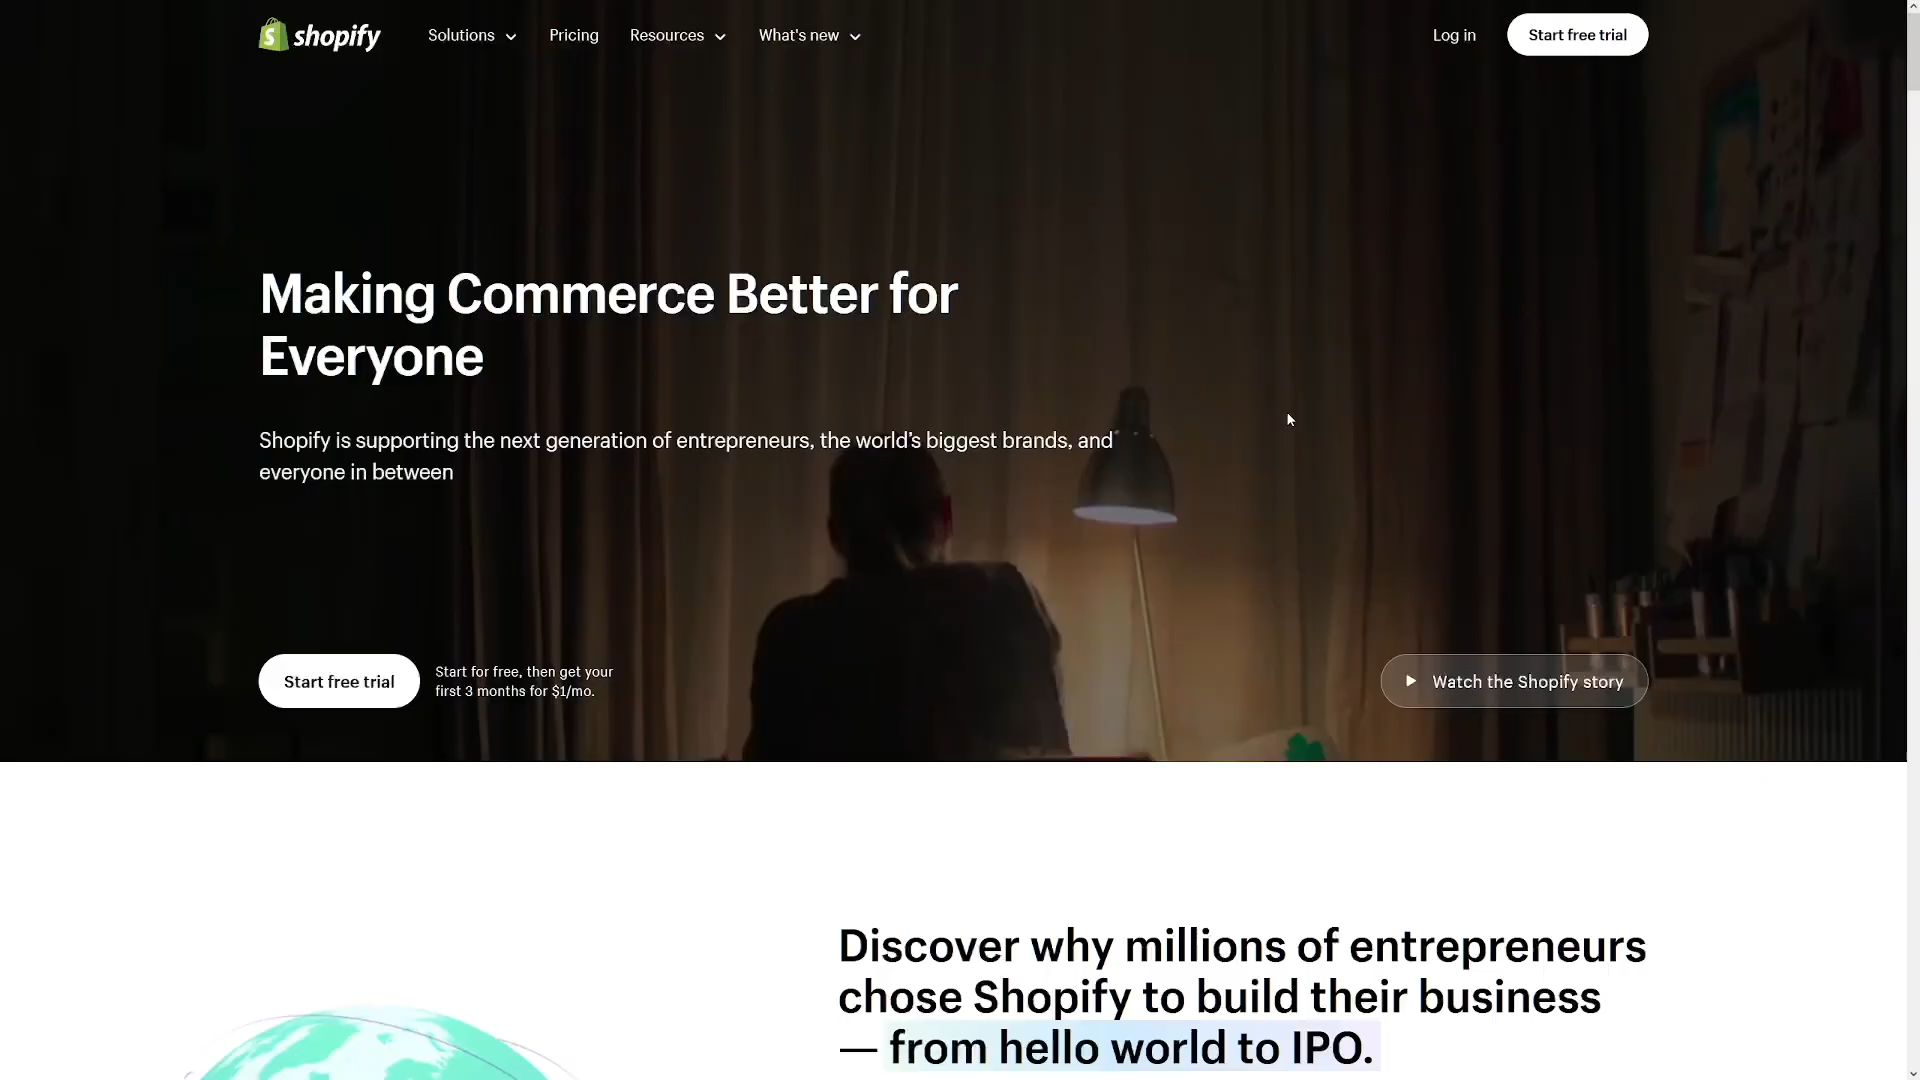 shopify
Solutions
Pricing
Resources
What's new
Log in
Start free trial
Making Commerce Better for
Everyone
Shopify is supporting the next generation of entrepreneurs, the world's biggest brands, and
everyone in between
Start free trial
Start for free, then get your
first 3 months for $1/mo.
Watch the Shopify story
Discover why millions of entrepreneurs
chose Shopify to build their business
— from hello world to IPO.